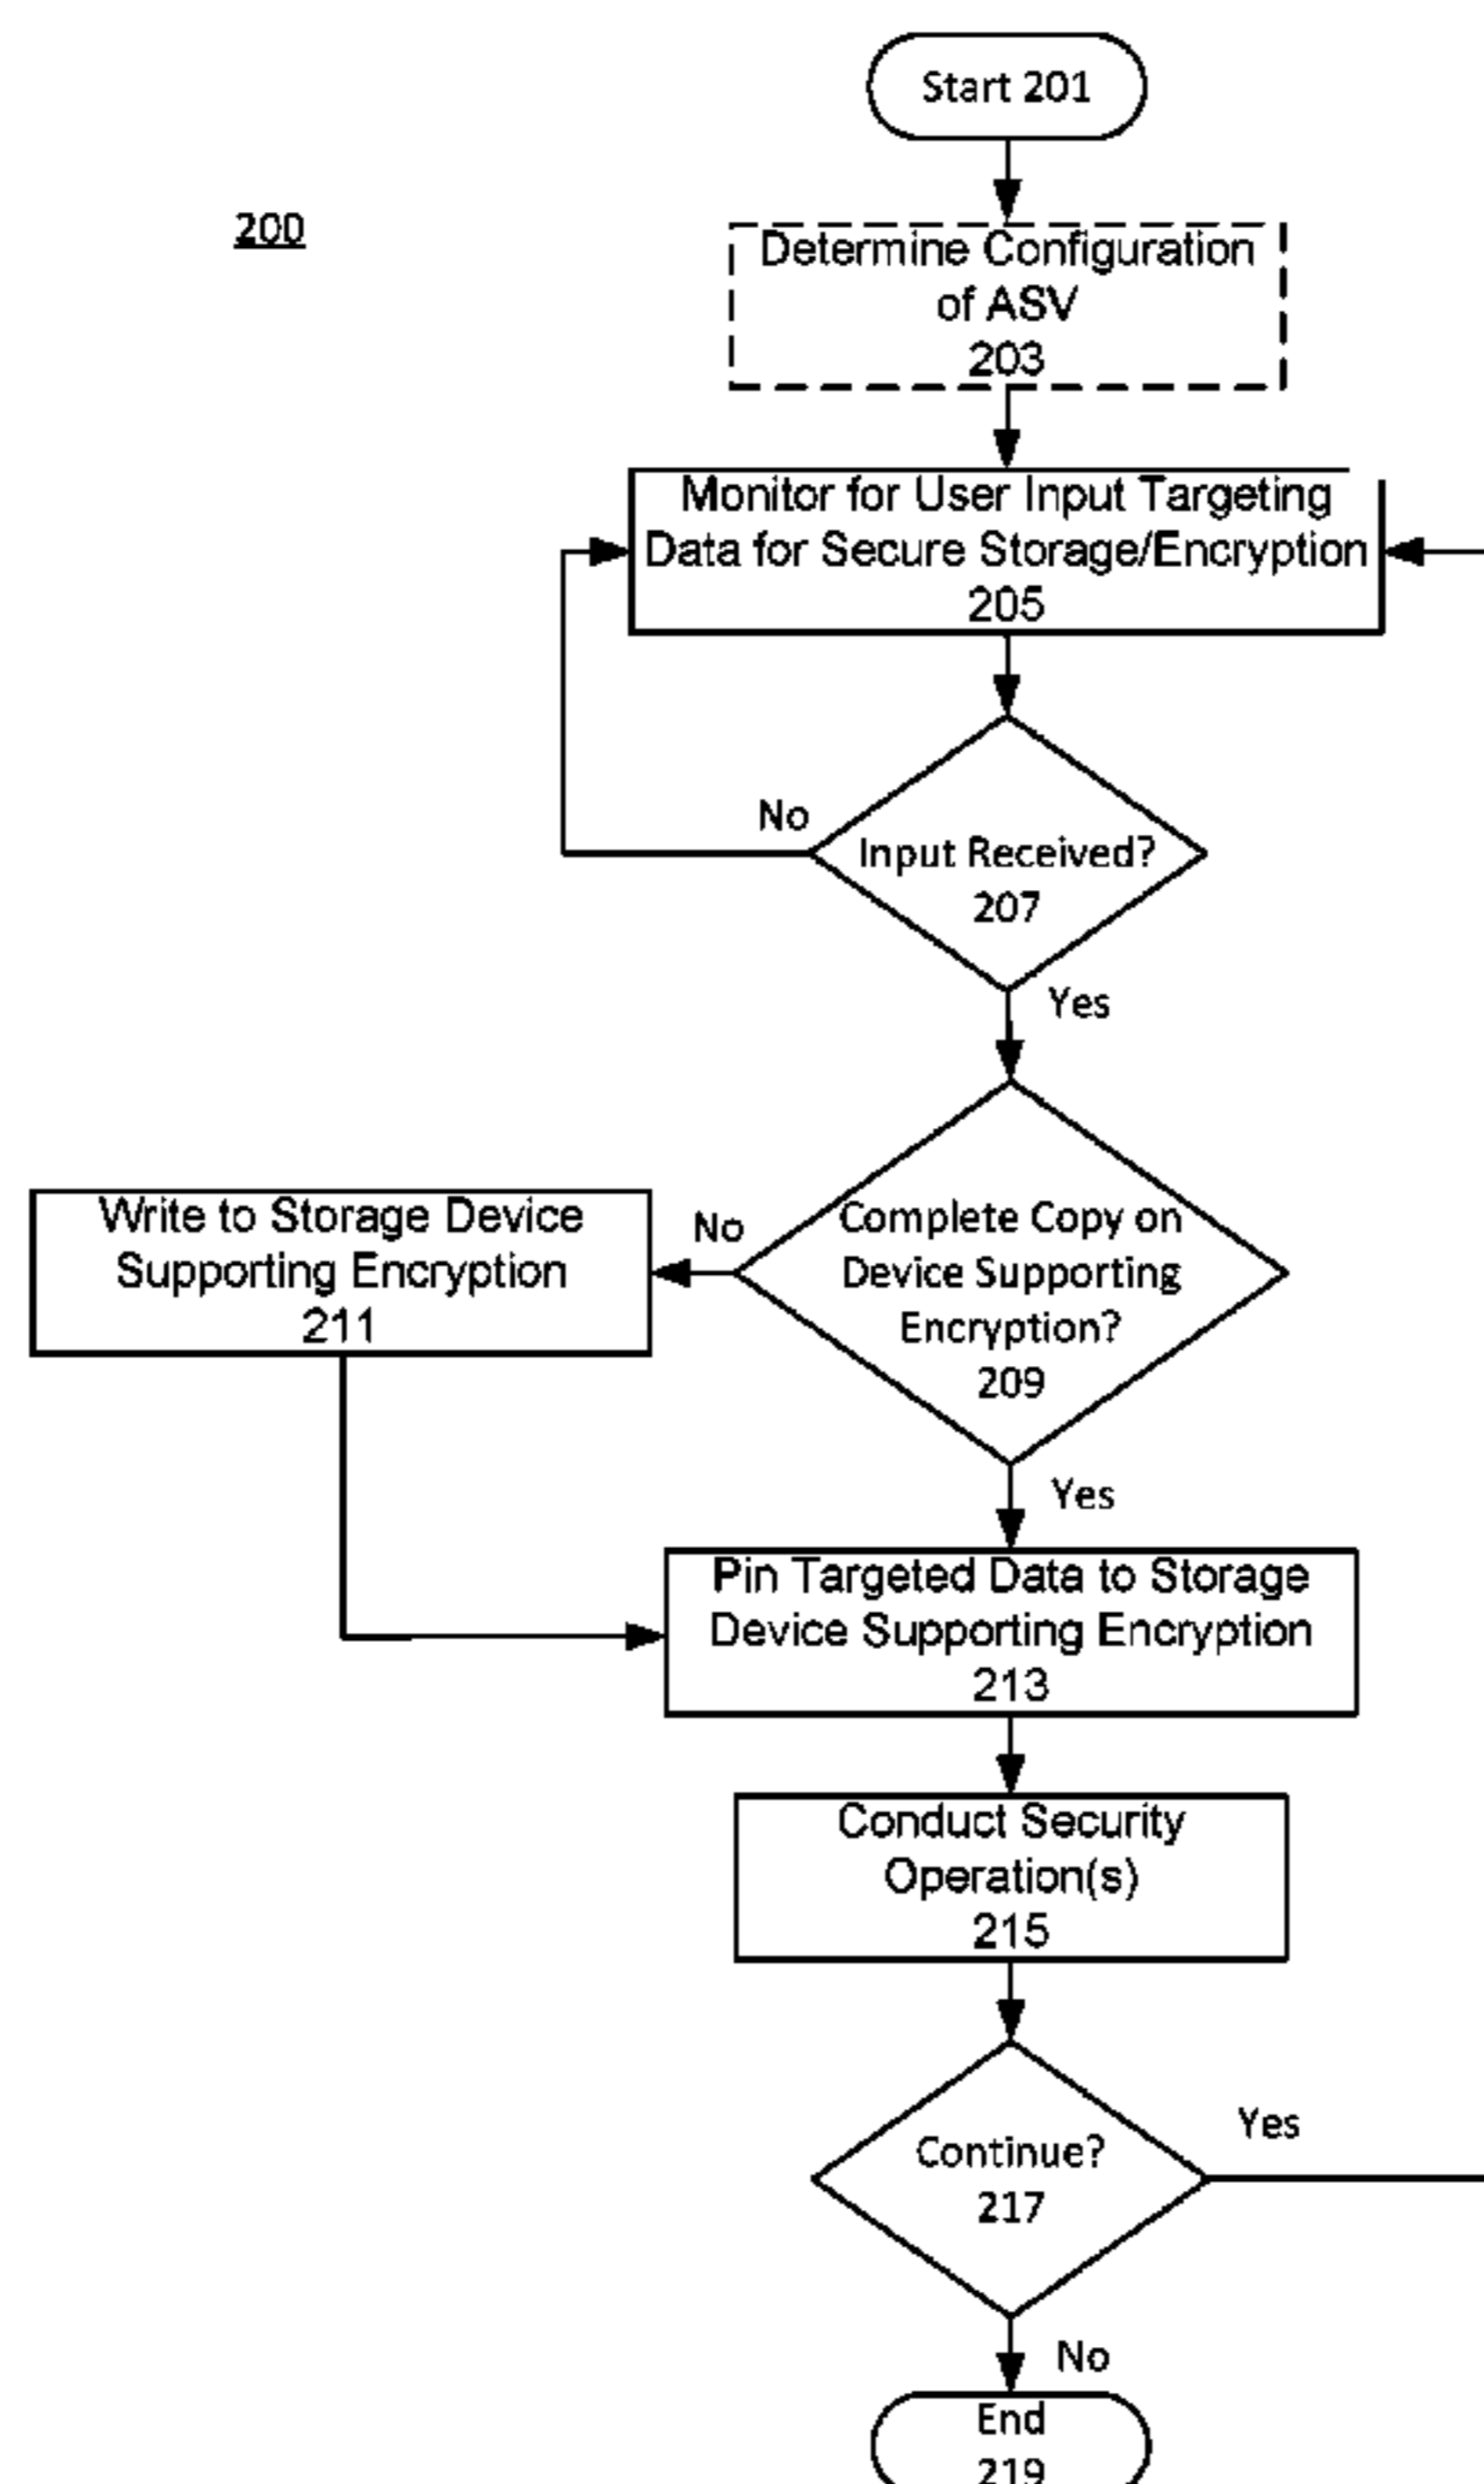 Start 201
200
Determine Configuration
of ASV
203
Monitor for User Input Targeting
Data for Secure Storage/Encryption
205
No
Input Received?
207
Yes
Write to Storage Device
Supporting Encryption
211
No
Complete Copy on
Device Supporting
Encryption?
209
Yes
Pin Targeted Data to Storage
Device Supporting Encryption
213
Conduct Security
Operation(s)
215
Yes
Continue?
217
No
End
219